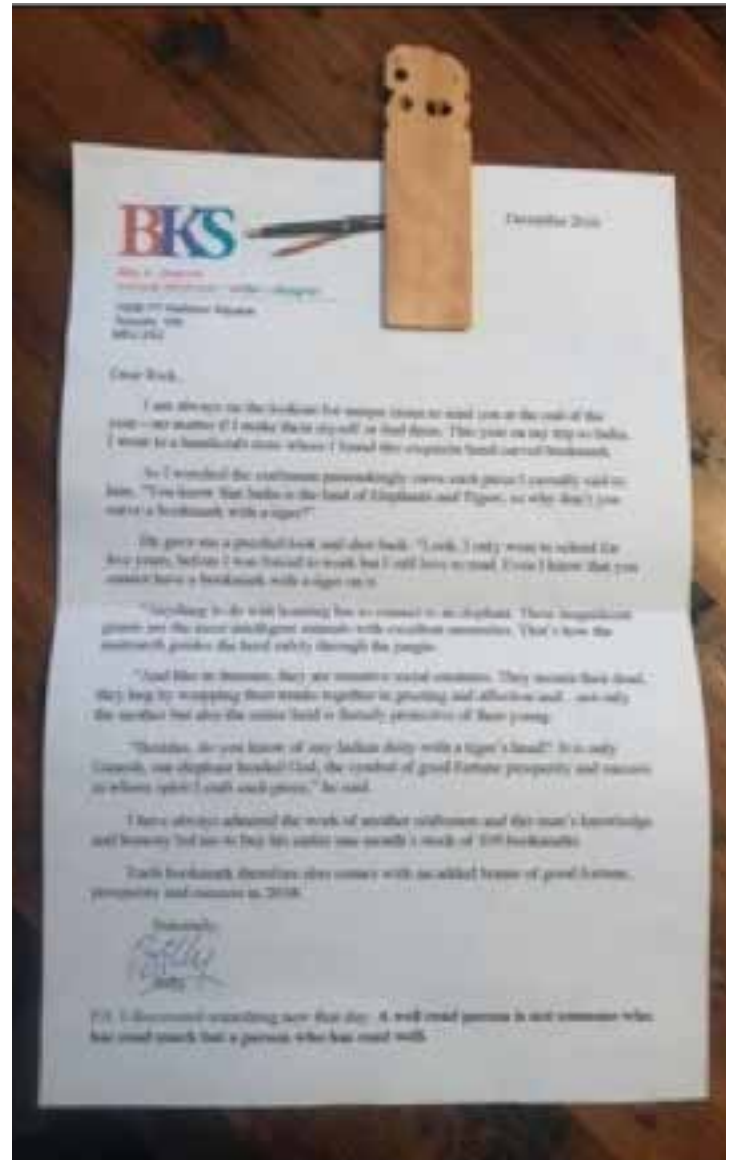 BKS
December 2016
Dear Rick,
I am always on the lookout for unique items to send you at the end of the
year—no matter if I make them myself or find them. This year on my trip to India,
I went to a handicraft store where I found this exquisite hand carved bookmark.
As I watched the craftsman painstakingly carve each piece I casually said to
him, "You know that India is the land of Elephants and Tigers, so why don't you
carve a bookmark with a tiger?"
He gave me a puzzled look and shot back. "Look, I only went to school for
five years, before I was forced to work but I still love to read. Even I know that you
cannot have a bookmark with a tiger on it.
"Anything to do with learning has to connect to an elephant. These magnificent
giants are the most intelligent animals with excellent memories. That's how the
matriarch guides the herd safely through the jungle.
"And like us humans, they are sensitive social creatures. They mourn their dead,
they hug by wrapping their trunks together in greeting and affection and not only
the mother but also the entire herd is fiercely protective of their young.
"Besides, do you know of any Indian deity with a tiger's head? It is only
Ganesh, our elephant headed God, the symbol of good fortune prosperity and success
in whose spirit I craft each piece," he said.
I have always admired the work of another craftsman and this man's knowledge
and honesty led me to buy his entire one month's work of bookmarks.
Each bookmark therefore also comes with an added bonus of good fortune,
prosperity and success in
Sincerely,
Billy
P.S. I discovered something new that day. A well read person is not someone who
has read much but a person who has read well.